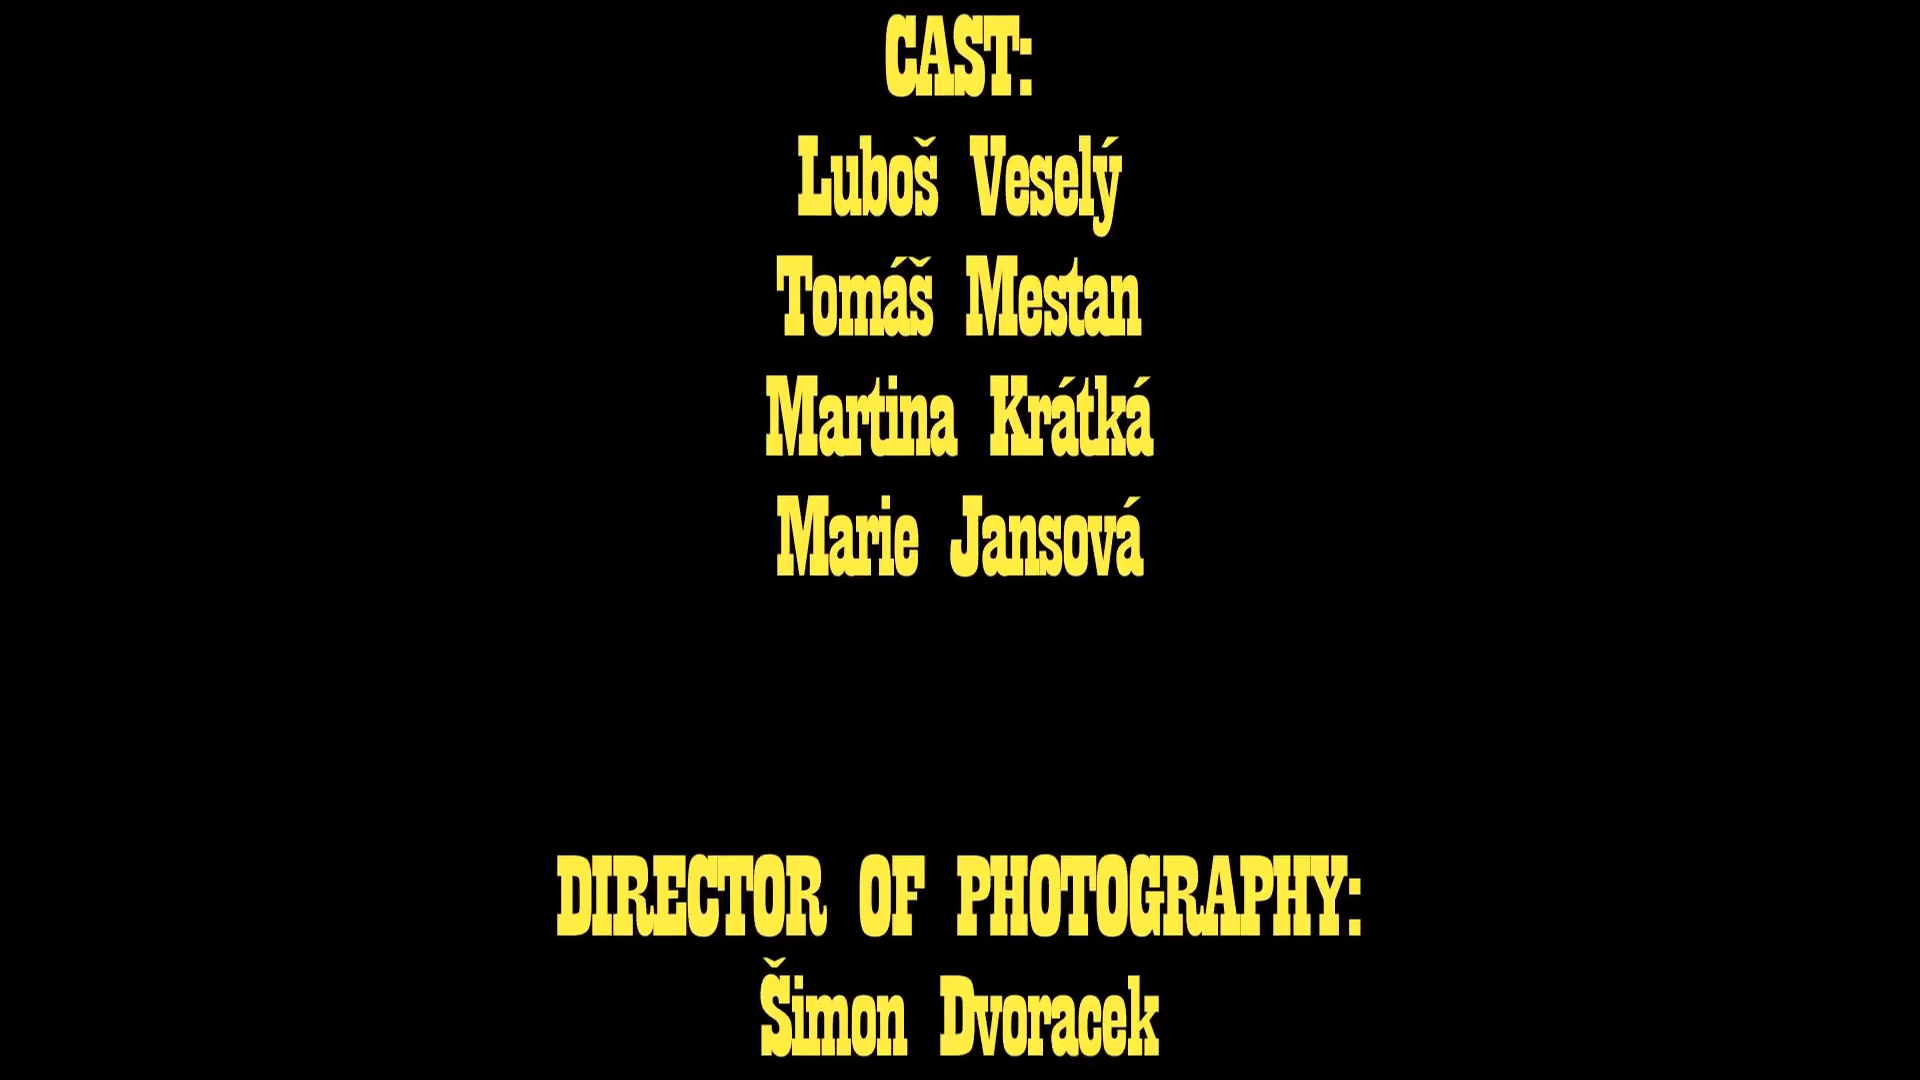 CAST:
Luboš Veselý
Tomáš Mestan
Martina Krátká
Marie Jansová
DIRECTOR OF PHOTOGRAPHY:
Šimon Dvoracek